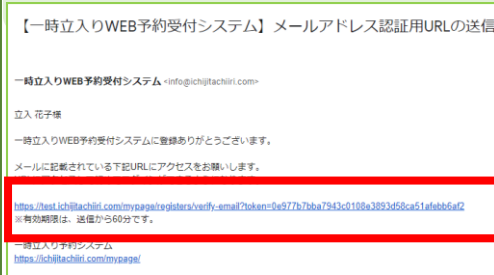 【一時立入りWEB予約受付システム】メールアドレス認証用URLの送信
一時立入りWEB予約受付システム <info@ichijitachiiri.com>
立入 花子様
一時立入りWEB予約受付システムに登録ありがとうございます。
メールに記載されている下記URLにアクセスをお願いします。
https://test.ichijitachiiri.com/mypage/registers/verify-email?token=0e977b7bba7943c0108e3893d58ca51afebb6af2
※有効期限は、送信から60分です。
一時立入り予約システム
https://ichijitachiiri.com/mypage/